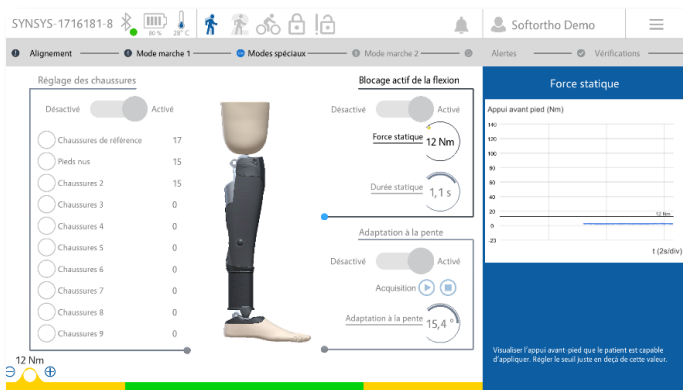 SYNSYS-1716181-8
80 %
28° C
Softortho Demo
Alignement
Mode marche 1
Modes spéciaux
Mode marche 2
Alertes
Vérifications
Réglage des chaussures
Désactivé
Activé
Chaussures de référence 17
Pieds nus 15
Chaussures 2 15
Chaussures 3 0
Chaussures 4 0
Chaussures 5 0
Chaussures 6 0
Chaussures 7 0
Chaussures 8 0
Chaussures 9 0
Blocage actif de la flexion
Désactivé
Activé
Force statique 12 Nm
Durée statique 1,1 s
Adaptation à la pente
Désactivé
Activé
Acquisition
Adaptation à la pente 15,4 °
Force statique
Appui avant pied (Nm)
140
120
100
80
60
40
20
0
-20
12 Nm
t (2s/div)
Visualiser l'appui avant-pied que le patient est capable
d'appliquer. Régler le seuil juste en deçà de cette valeur.
12 Nm